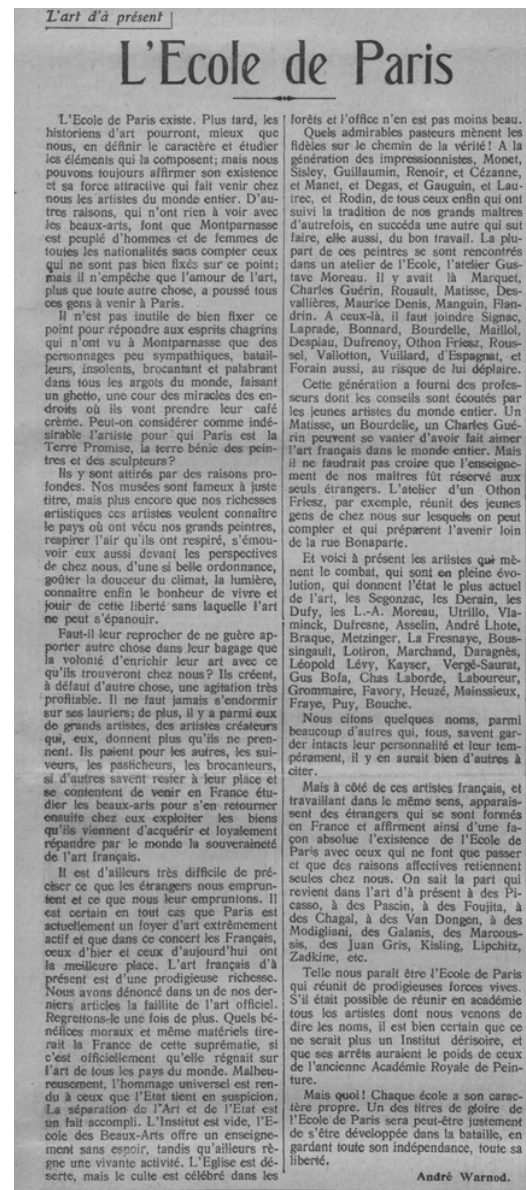 L'art d'à présent
L'Ecole de Paris
L'Ecole de Paris existe. Plus tard, les
historiens d'art pourront, mieux que
nous, en définir le caractère et étudier
les éléments qui la composent; mais nous
pouvons toujours affirmer son existence
et sa force attractive qui fait venir chez
nous les artistes du monde entier. D'au-
tres raisons, qui n'ont rien à voir avec
les beaux-arts, font que Montparnasse
est peuplé d'hommes et de femmes de
toutes les nationalités sans compter ceux
qui ne sont pas bien fixés sur ce point;
mais il n'empêche que l'amour de l'art,
plus que toute autre chose, a poussé tous
ces gens à venir à Paris.
Il n'est pas inutile de bien fixer ce
point pour répondre aux esprits chagrins
qui n'ont vu à Montparnasse que des
personnages peu sympathiques, batail-
leurs, insolents, brocantant et palabrant
dans tous les argots du monde, faisant
un ghetto, une cour des miracles des en-
droits où ils vont prendre leur café
crème. Peut-on considérer comme indé-
sirable l'artiste pour qui Paris est la
Terre Promise, la terre bénie des pein-
tres et des sculpteurs?
Ils y sont attirés par des raisons pro-
fondes. Nos musées sont fameux à juste
titre, mais plus encore que nos richesses
artistiques ces artistes veulent connaître
le pays où ont vécu nos grands peintres,
respirer l'air qu'ils ont respiré, s'émou-
voir eux aussi devant les perspectives
de chez nous, d'une si belle ordonnance,
goûter la douceur du climat, la lumière,
connaître enfin le bonheur de vivre et
jouir de cette liberté sans laquelle l'art
ne peut s'épanouir.
Faut-il leur reprocher de ne guère ap-
porter autre chose dans leur bagage que
la volonté d'enrichir leur art avec ce
qu'ils trouveront chez nous? Ils créent,
à défaut d'autre chose, une agitation très
profitable. Il ne faut jamais s'endormir
sur ses lauriers; de plus, il y a parmi eux
de grands artistes, des artistes créateurs
qui, eux, donnent plus qu'ils ne pren-
nent. Ils paient pour les autres, les sui-
veurs, les pasticheurs, les brocanteurs,
si d'autres savent rester à leur place et
se contentent de venir en France étu-
dier les beaux-arts pour s'en retourner
ensuite chez eux exploiter les biens
qu'ils viennent d'acquérir et loyalement
répandre par le monde la souveraineté
de l'art français.
Il est d'ailleurs très difficile de pré-
ciser ce que les étrangers nous emprun-
tent et ce que nous leur empruntons. Il
est certain en tout cas que Paris est
actuellement un foyer d'art extrêmement
actif et que dans ce concert les Français,
ceux d'hier et ceux d'aujourd'hui ont
la meilleure place. L'art français d'à
présent est d'une prodigieuse richesse.
Nous avons dénoncé dans un de nos der-
niers articles la faillite de l'art officiel.
Regrettons-le une fois de plus. Quels bé-
néfices moraux et même matériels tire-
rait la France de cette suprématie, si
c'est officiellement qu'elle régnait sur
l'art de tous les pays du monde. Malheu-
reusement, l'hommage universel est ren-
du à ceux que l'Etat tient en suspicion.
La séparation de l'Art et de l'Etat est
un fait accompli. L'Institut est vide, l'E-
cole des Beaux-Arts offre un enseigne-
ment sans espoir, tandis qu'ailleurs rè-
gne une vivante activité. L'Eglise est dé-
serte, mais le culte est célébré dans les
forêts et l'office n'en est pas moins beau.
Quels admirables pasteurs mènent les
fidèles sur le chemin de la vérité! A la
génération des impressionnistes, Monet,
Sisley, Guillaumin, Renoir, et Cézanne,
et Manet, et Degas, et Gauguin, et Lau-
trec, et Rodin, de tous ceux enfin qui ont
suivi la tradition de nos grands maîtres
d'autrefois, en succéda une autre qui sut
faire, elle aussi, du bon travail. La plu-
part de ces peintres se sont rencontrés
dans un atelier de l'Ecole, l'atelier Gus-
tave Moreau. Il y avait là Marquet,
Charles Guérin, Rouault, Matisse, Des-
vallières, Maurice Denis, Manguin, Flan-
drin. A ceux-là, il faut joindre Signac,
Laprade, Bonnard, Bourdelle, Maillol,
Despiau, Dufrenoy, Othon Friesz, Rous-
sel, Vallotton, Vuillard, d'Espagnat, et
Forain aussi, au risque de lui déplaire.
Cette génération a fourni des profes-
seurs dont les conseils sont écoutés par
les jeunes artistes du monde entier. Un
Matisse, un Bourdelle, un Charles Gué-
rin peuvent se vanter d'avoir fait aimer
l'art français dans le monde entier. Mais
il ne faudrait pas croire que l'enseigne-
ment de nos maîtres fût réservé aux
seuls étrangers. L'atelier d'un Othon
Friesz, par exemple, réunit des jeunes
gens de chez nous sur lesquels on peut
compter et qui préparent l'avenir loin
de la rue Bonaparte.
Et voici à présent les artistes qui mè-
nent le combat, qui sont en pleine évo-
lution, qui donnent l'état le plus actuel
de l'art, les Segonzac, les Derain, les
Dufy, les L.-A. Moreau, Utrillo, Vla-
minck, Dufresne, Asselin, André Lhote,
Braque, Metzinger, La Fresnaye, Bous-
singault, Lotiron, Marchand, Daragnès,
Léopold Lévy, Kayser, Vergé-Saurat,
Gus Bofa, Chas Laborde, Laboureur,
Grommaire, Favory, Heuzé, Mainssieux,
Fraye, Puy, Bouche.
Nous citons quelques noms, parmi
beaucoup d'autres qui, tous, savent gar-
der intacts leur personnalité et leur tem-
pérament, il y en aurait bien d'autres à
citer.
Mais à côté de ces artistes français, et
travaillant dans le même sens, apparais-
sent des étrangers qui se sont formés
en France et affirment ainsi d'une fa-
çon absolue l'existence de l'Ecole de
Paris avec ceux qui ne font que passer
et que des raisons affectives retiennent
seules chez nous. On sait la part qui
revient dans l'art d'à présent à des Pi-
casso, à des Pascin, à des Foujita, à
des Chagal, à des Van Dongen, à des
Modigliani, des Galanis, des Marcous-
sis, des Juan Gris, Kisling, Lipchitz,
Zadkine, etc.
Telle nous paraît être l'Ecole de Paris
qui réunit de prodigieuses forces vives.
S'il était possible de réunir en académie
tous les artistes dont nous venons de
dire les noms, il est bien certain que ce
ne serait plus un Institut dérisoire, et
que ses arrêts auraient le poids de ceux
de l'ancienne Académie Royale de Pein-
ture.
Mais quoi! Chaque école a son carac-
tère propre. Un des titres de gloire de
l'Ecole de Paris sera peut-être justement
de s'être développée dans la bataille, en
gardant toute son indépendance, toute sa
liberté.
André Warnod.